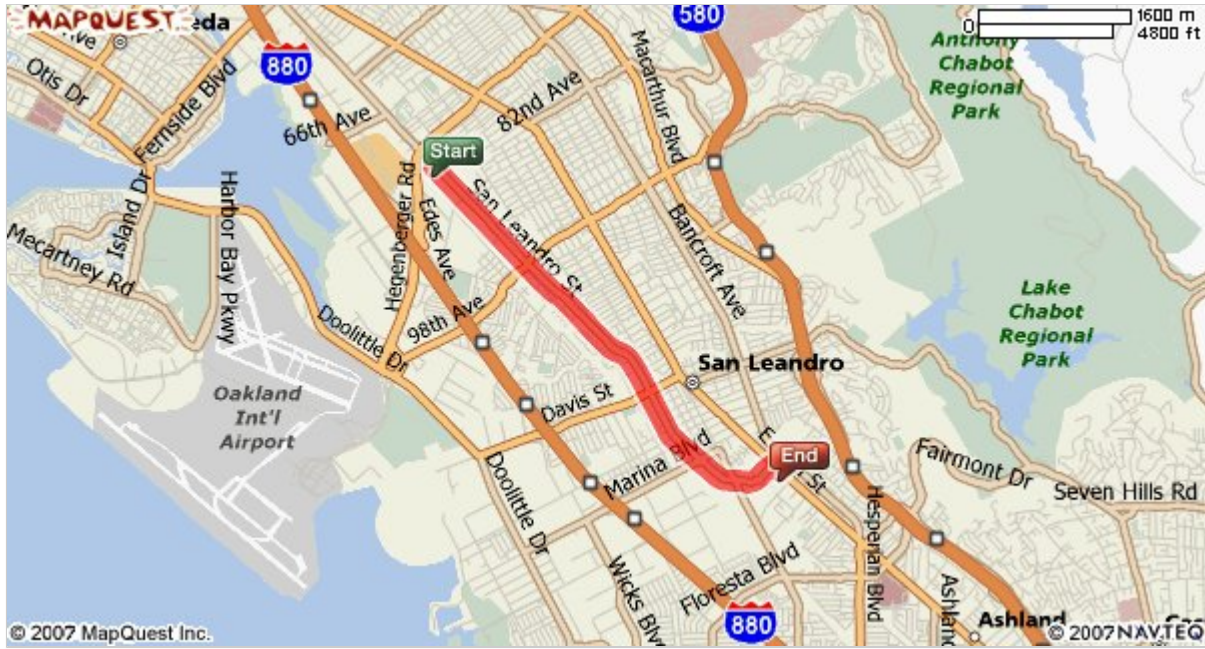 MAPQUEST
eda
880
580
0
1600 m
4800 ft
Ave
Otis Dr
Fernside Blvd
66th Ave
82nd Ave
Macarthur Blvd
Anthony
Chabot
Regional
Park
Start
Island Dr
Harbor Bay Pkwy
Mecartney Rd
Hegenberger Rd
Edes Ave
San Leandro St
Bancroft Ave
98th Ave
Doolittle Dr
Lake
Chabot
Regional
Park
San Leandro
Oakland
Int'l
Airport
Davis St
Marina Blvd
E
St
End
Fairmont Dr
Seven Hills Rd
Doolittle Dr
Hesperian Blvd
Wicks Blv
Floresta Blvd
880
Ashlan
Ashland
© 2007 MapQuest Inc.
© 2007 NAVTEQ